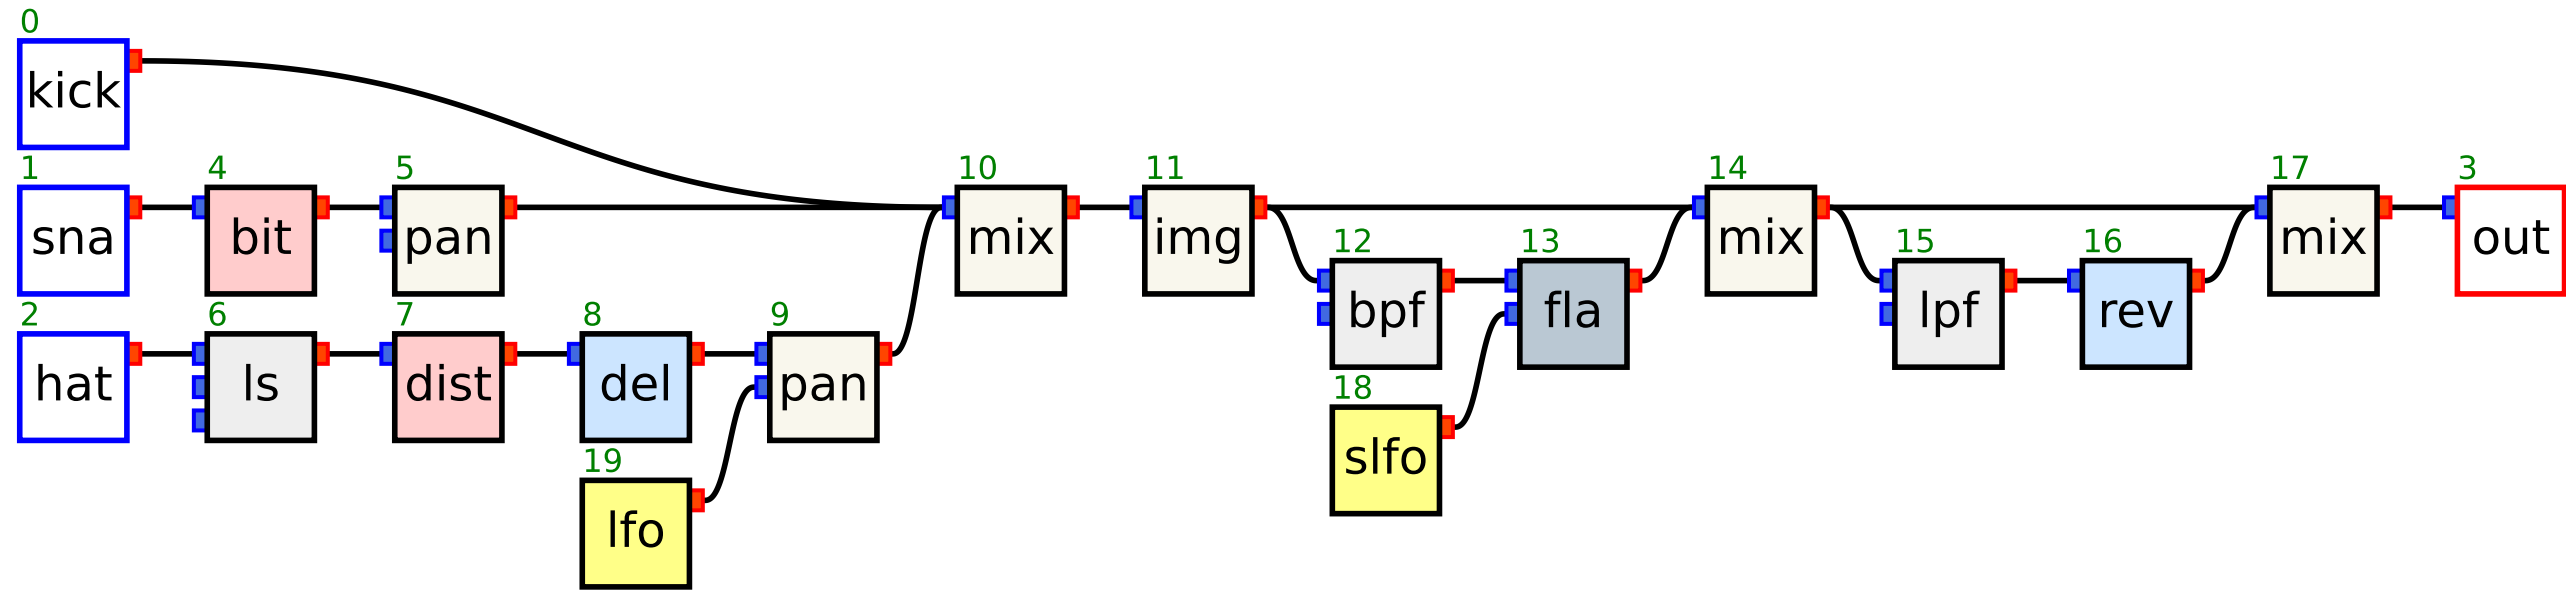 0
kick
1
sna
4
bit
5
pan
10
mix
11
img
14
mix
17
mix
3
out
2
hat
6
ls
7
dist
8
del
9
pan
12
bpf
13
fla
15
lpf
16
rev
18
slfo
19
lfo